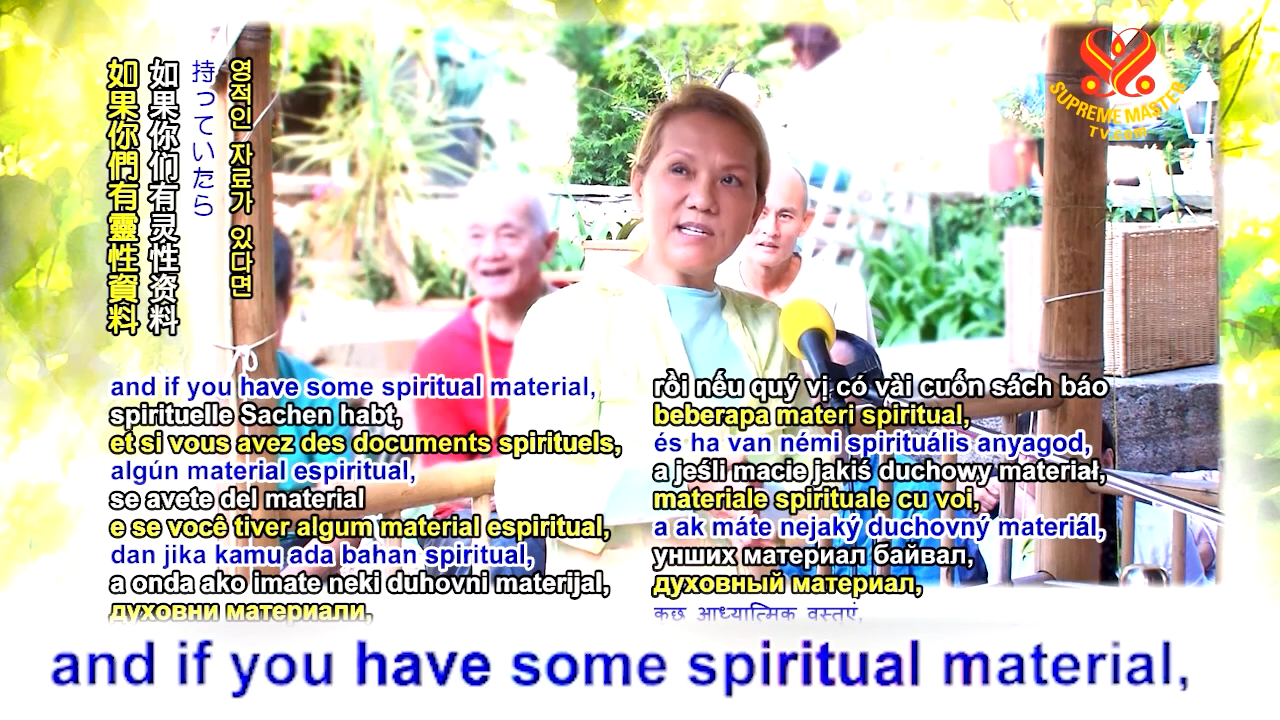 SUPREME MASTER
TV.com
如果你們有靈性資料
如果你们有灵性资料
持っていたら
영적인 자료가 있다면
and if you have some spiritual material,
spirituelle Sachen habt,
et si vous avez des documents spirituels,
algún material espiritual,
se avete del material
e se você tiver algum material espiritual,
dan jika kamu ada bahan spiritual,
a onda ako imate neki duhovni materijal,
духовни материали,
rồi nếu quý vị có vài cuốn sách báo
beberapa materi spiritual,
és ha van némi spirituális anyagod,
a jeśli macie jakiś duchowy materiał,
materiale spirituale cu voi,
a ak máte nejaký duchovný materiál,
унших материал байвал,
духовный материал,
कुछ आध्यात्मिक वस्तुएं,
and if you have some spiritual material,